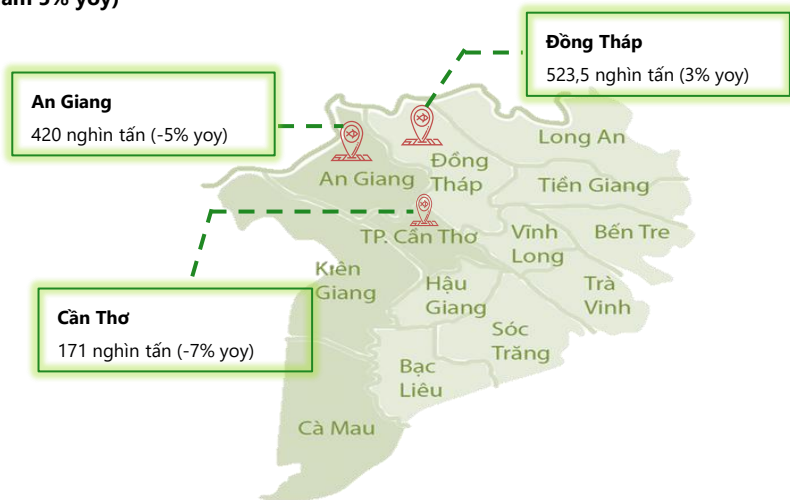 Đồng Tháp
523,5 nghìn tấn (3% yoy)
An Giang
420 nghìn tấn (-5% yoy)
Long An
Đồng
Tháp
An Giang
Tiền Giang
TP. Cần Thơ
Vĩnh
Long
Bến Tre
Kiên
Giang
Hậu
Giang
Trà
Vinh
Cần Thơ
171 nghìn tấn (-7% yoy)
Sóc
Trăng
Bạc
Liêu
Cà Mau